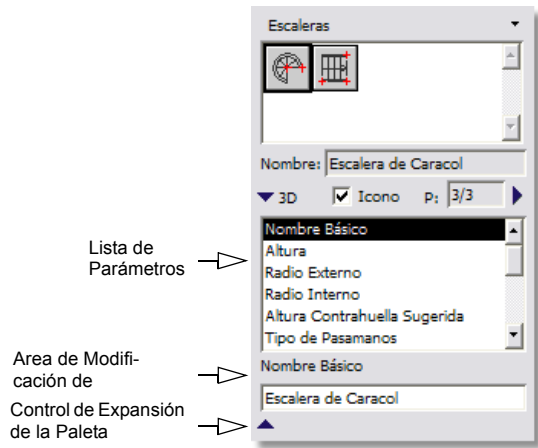 Escaleras
Nombre: Escalera de Caracol
3D Icono P: 3/3
Nombre Básico
Altura
Radio Externo
Radio Interno
Altura Contrahuella Sugerida
Tipo de Pasamanos
Nombre Básico
Escalera de Caracol
Lista de
Parámetros
Area de Modifi-
cación de
Control de Expansión
de la Paleta